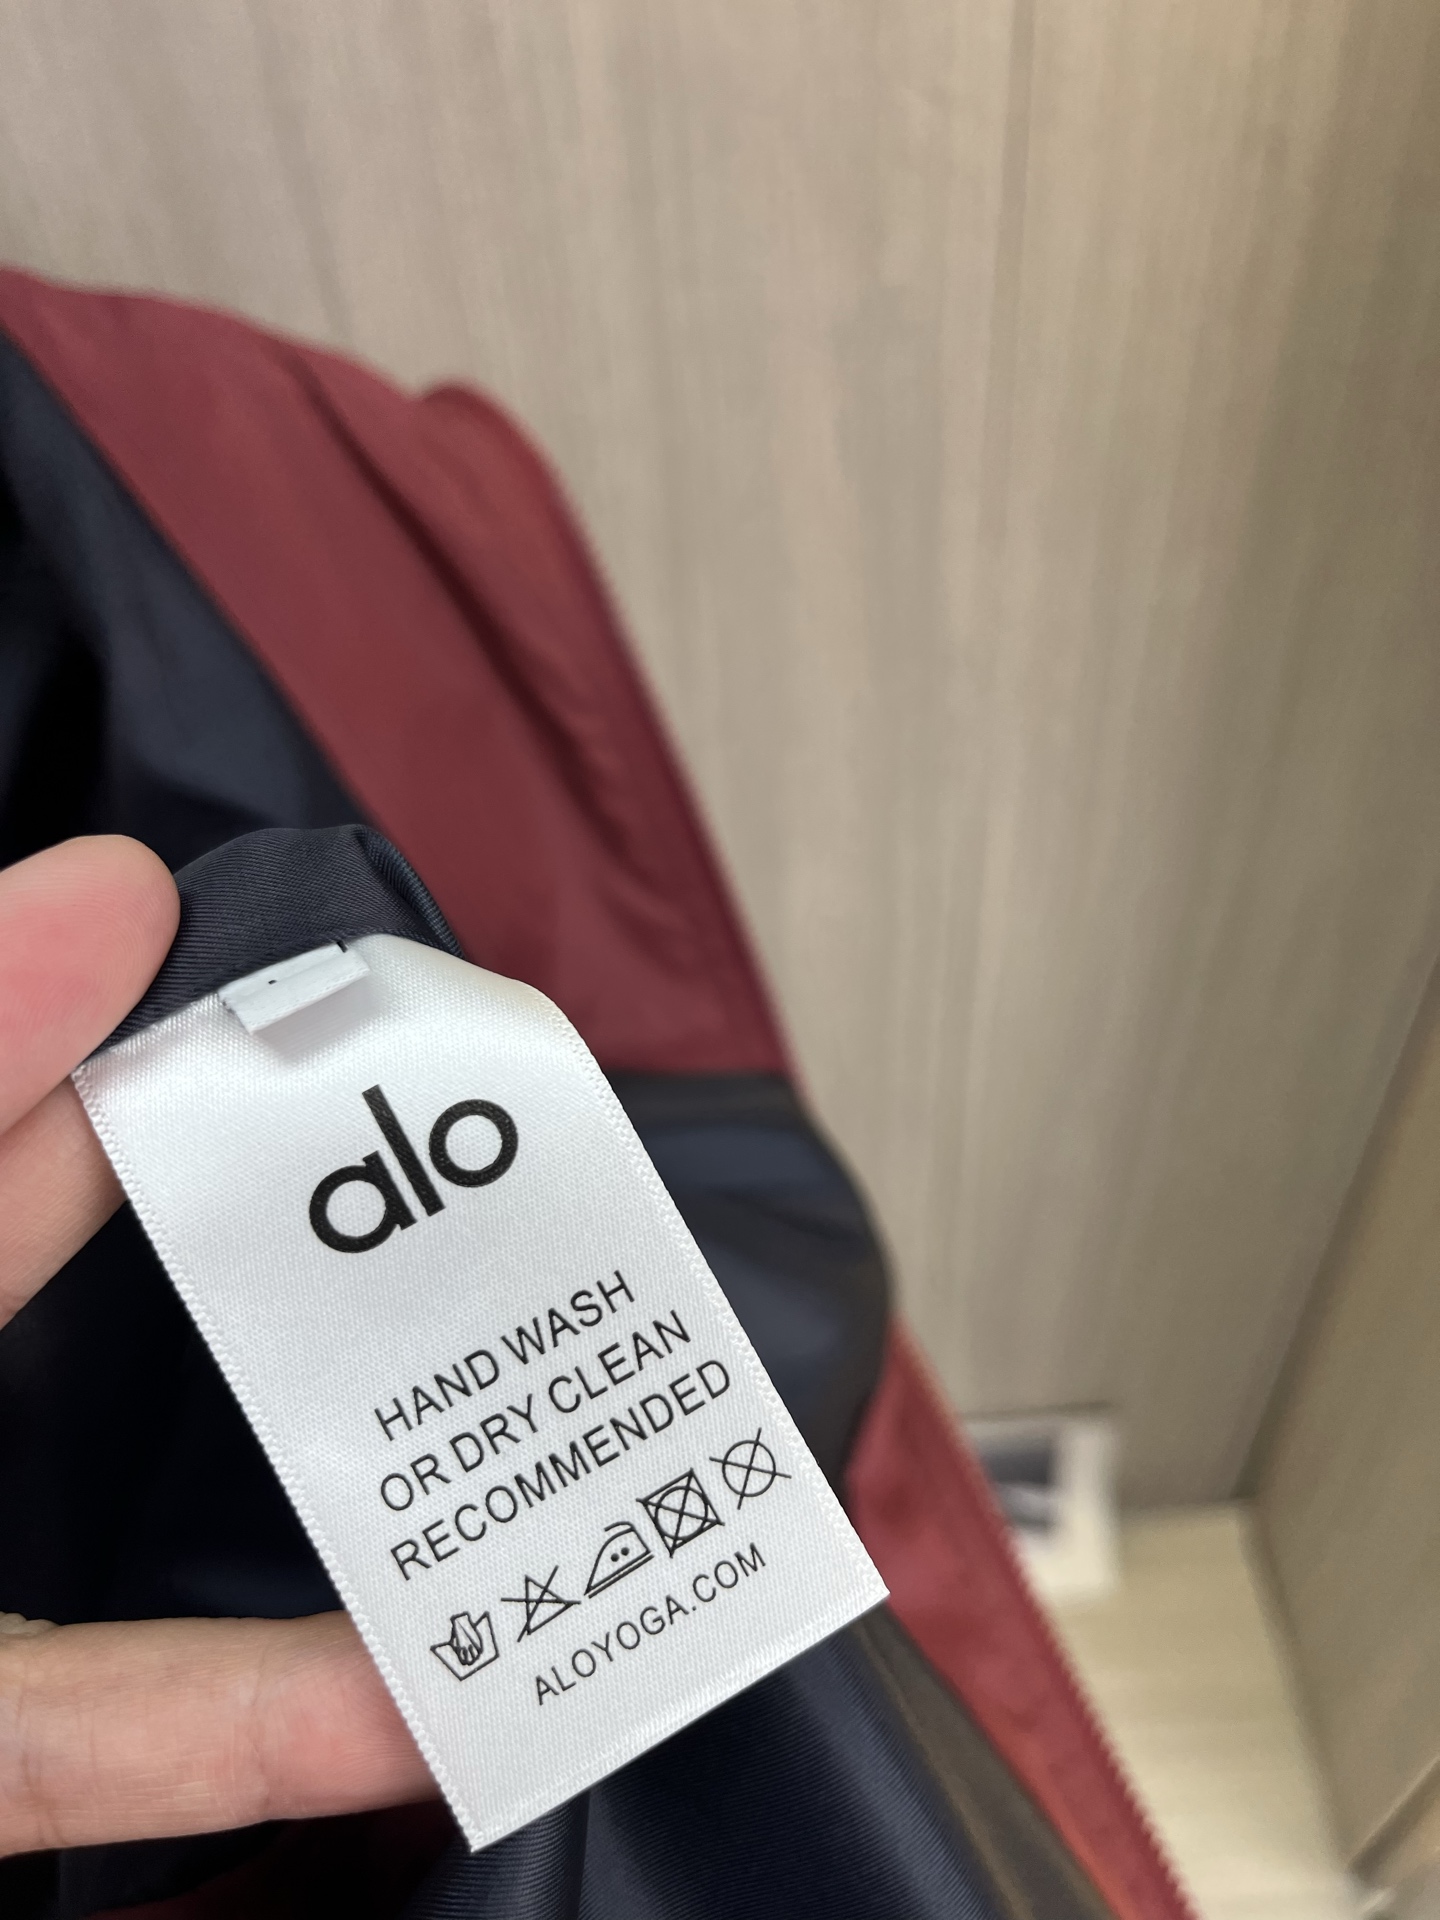 alo
HAND WASH
OR DRY CLEAN
RECOMMENDED
ALOYOGA.COM